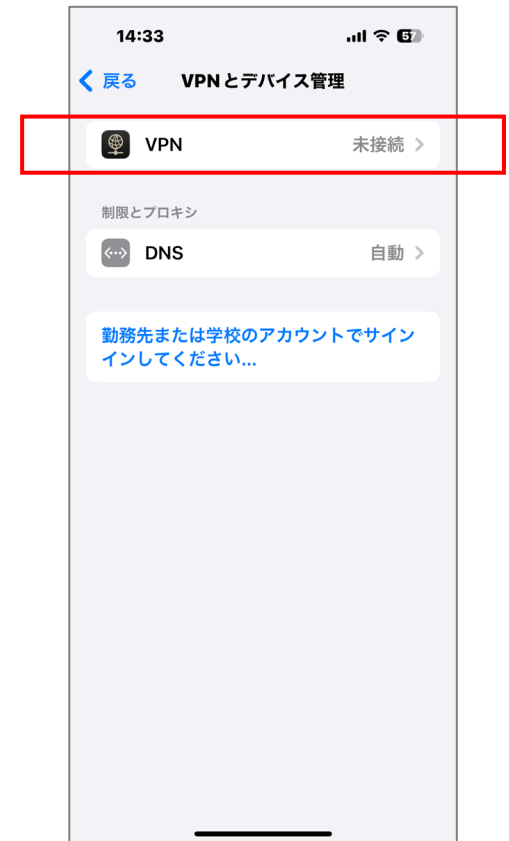 14:33
57
戻る
VPNとデバイス管理
VPN
未接続
制限とプロキシ
DNS
自動
勤務先または学校のアカウントでサイン
インしてください...